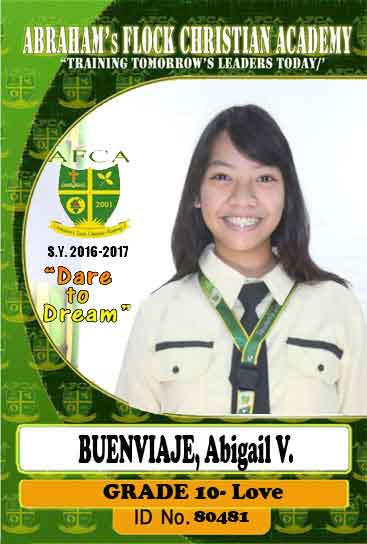 ABRAHAM's FLOCK CHRISTIAN ACADEMY
“TRAINING TOMORROW'S LEADERS TODAY/'
AFCA
2001
S.Y. 2016-2017
“Dare
to
Dream”
BUENVIAJE, Abigail V.
GRADE 10- Love
ID No. 80481